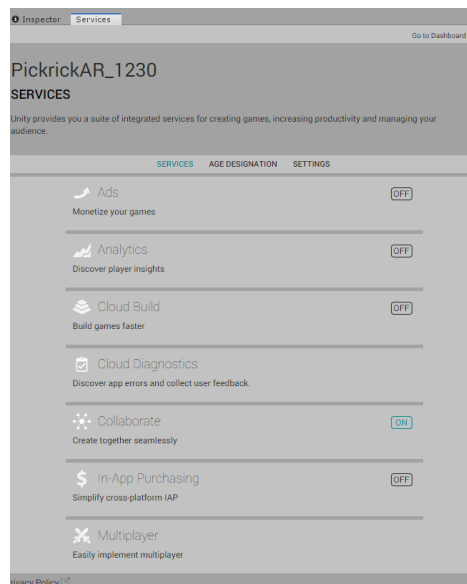 Inspector
Services
Go to Dashboard
PickrickAR_1230
SERVICES
Unity provides you a suite of integrated services for creating games, increasing productivity and managing your
audience.
SERVICES AGE DESIGNATION SETTINGS
Ads OFF
Monetize your games
Analytics OFF
Discover player insights
Cloud Build OFF
Build games faster
Cloud Diagnostics
Discover app errors and collect user feedback.
Collaborate ON
Create together seamlessly
In-App Purchasing OFF
Simplify cross-platform IAP
Multiplayer
Easily implement multiplayer
rivacy Policy